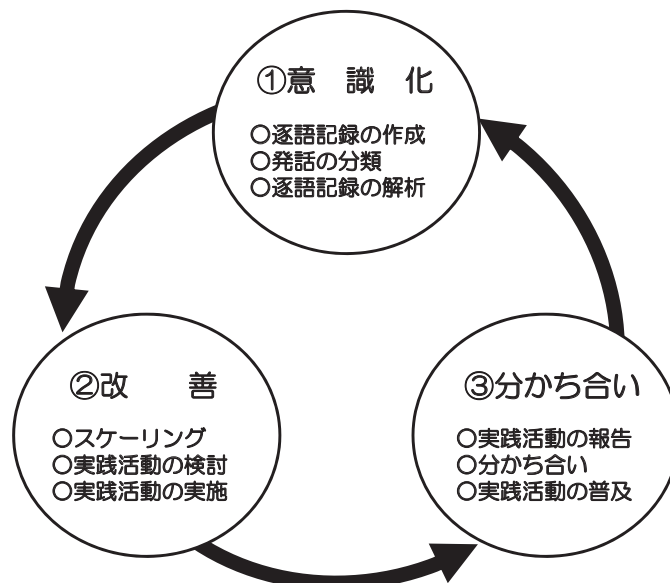 ①意　識　化
○逐語記録の作成
○発話の分類
○逐語記録の解析
②改　　善
○スケーリング
○実践活動の検討
○実践活動の実施
③分かち合い
○実践活動の報告
○分かち合い
○実践活動の普及